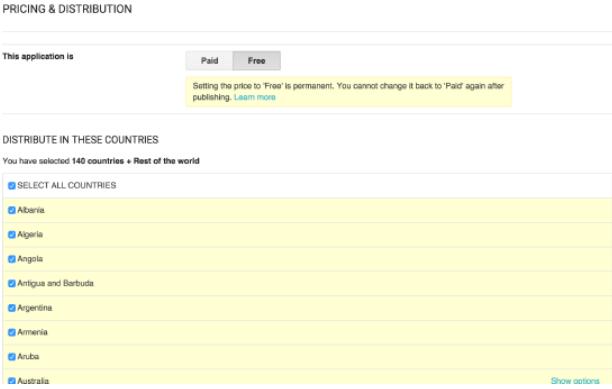 PRICING & DISTRIBUTION
This application is
Paid Free
Setting the price to 'Free' is permanent. You cannot change it back to 'Paid' again after
publishing. Learn more
DISTRIBUTE IN THESE COUNTRIES
You have selected 140 countries + Rest of the world
SELECT ALL COUNTRIES
Albania
Algeria
Angola
Antigua and Barbuda
Argentina
Armenia
Aruba
Australia Show options